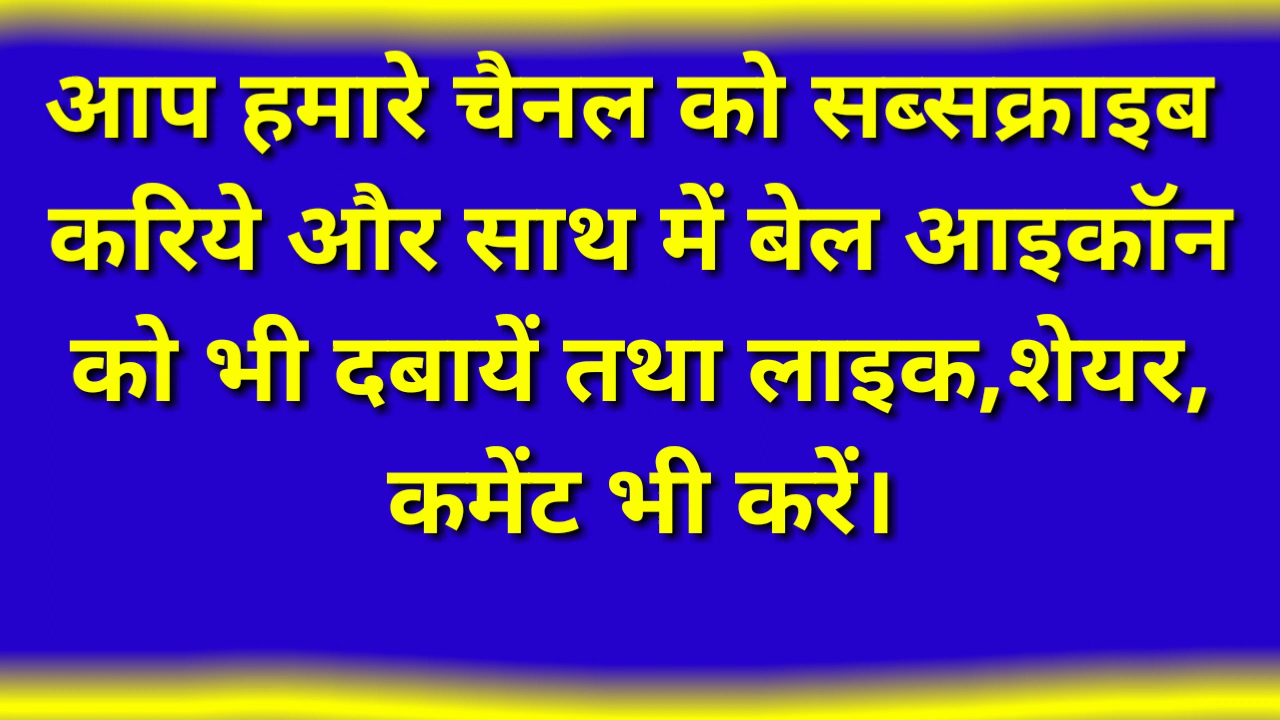 आप हमारे चैनल को सब्सक्राइब
करिये और साथ में बेल आइकॉन
को भी दबायें तथा लाइक,शेयर,
कमेंट भी करें।